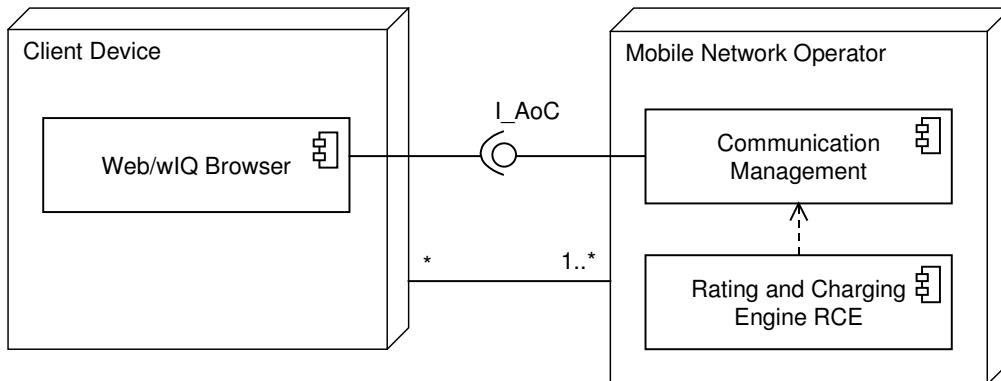 Client Device
Mobile Network Operator
I_AoC
Web/wIQ Browser
Communication
Management
*
1..*
Rating and Charging
Engine RCE